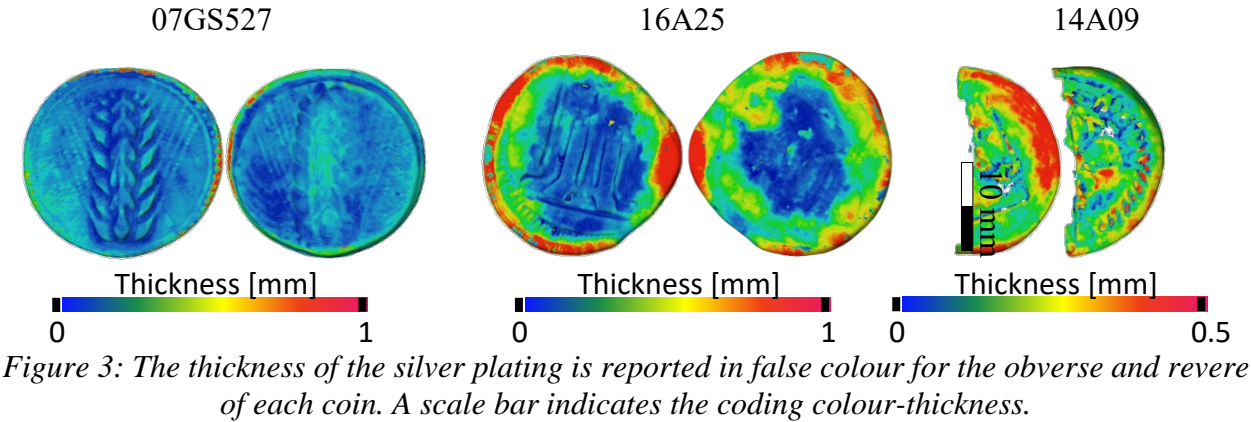 07GS527 16A25 14A09
10 mm
Thickness [mm] Thickness [mm] Thickness [mm]
0 1 0 1 0 0.5
Figure 3: The thickness of the silver plating is reported in false colour for the obverse and revere
of each coin. A scale bar indicates the coding colour-thickness.